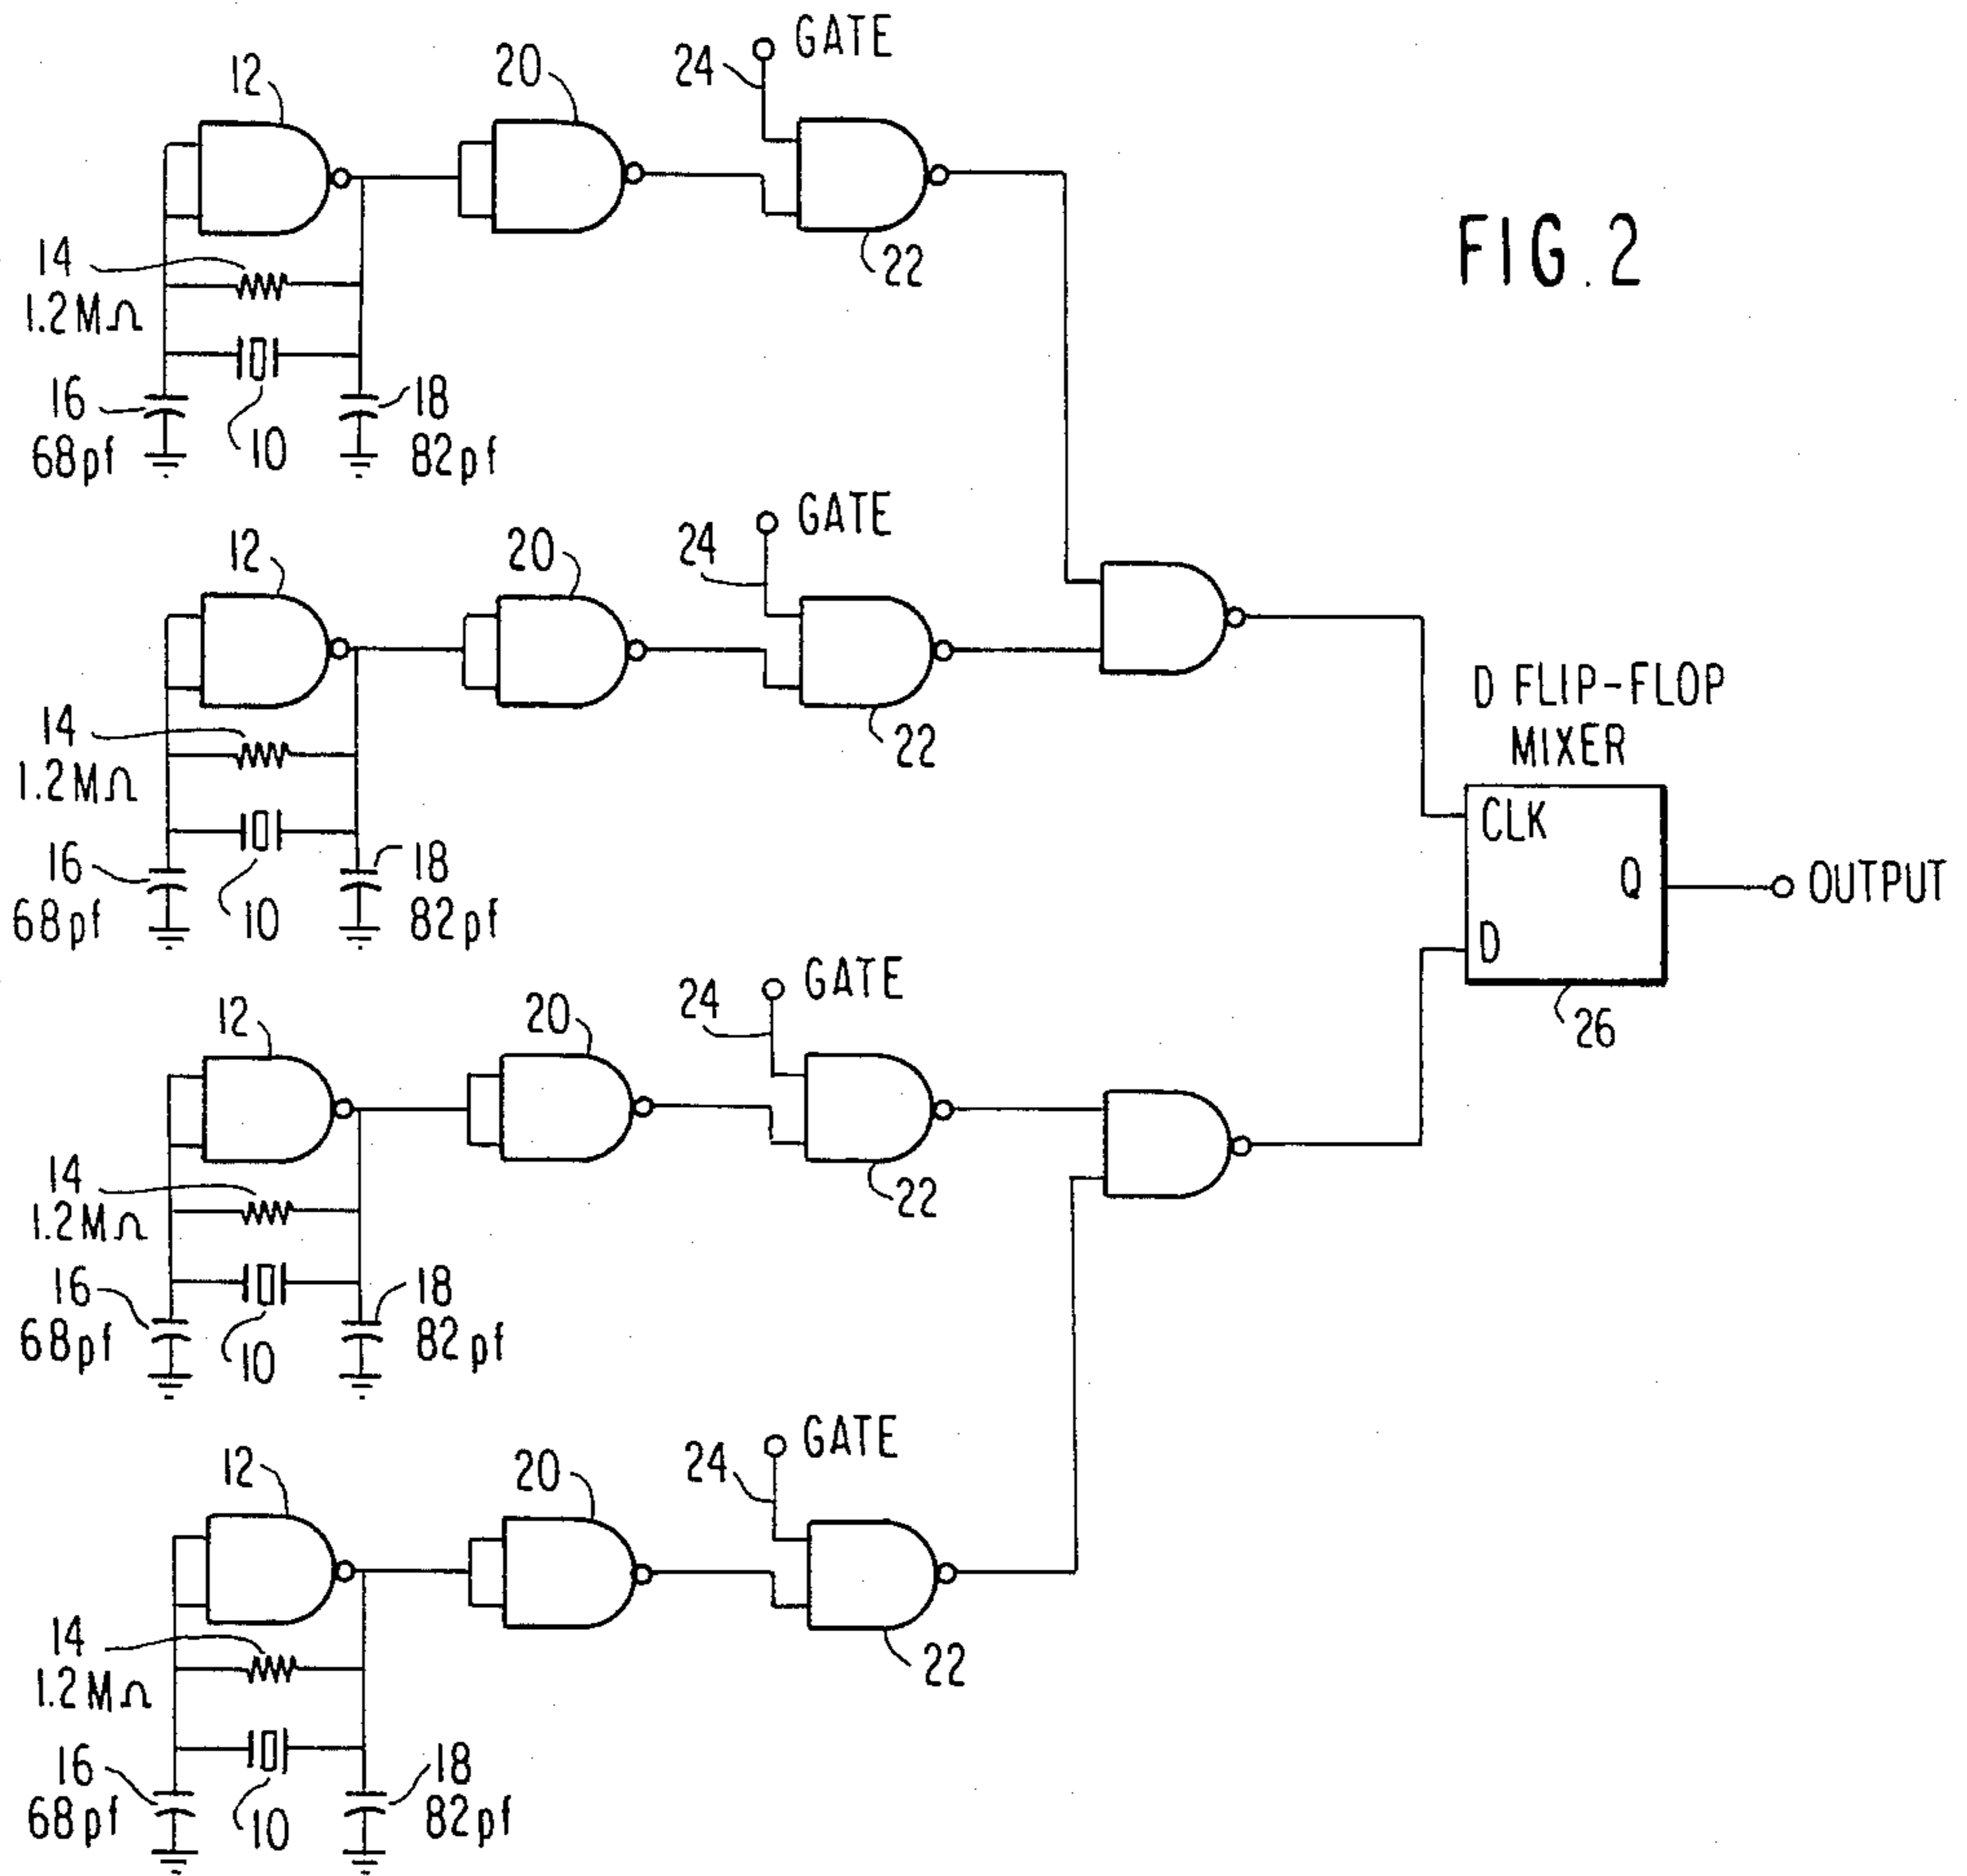 FIG. 2
12
20
24
GATE
22
14
1.2MΩ
16
68pf
10
18
82pf
12
20
24
GATE
22
14
1.2MΩ
16
68pf
10
18
82pf
D FLIP-FLOP
MIXER
CLK
Q
D
OUTPUT
26
12
20
24
GATE
22
14
1.2MΩ
16
68pf
10
18
82pf
12
20
24
GATE
22
14
1.2MΩ
16
68pf
10
18
82pf